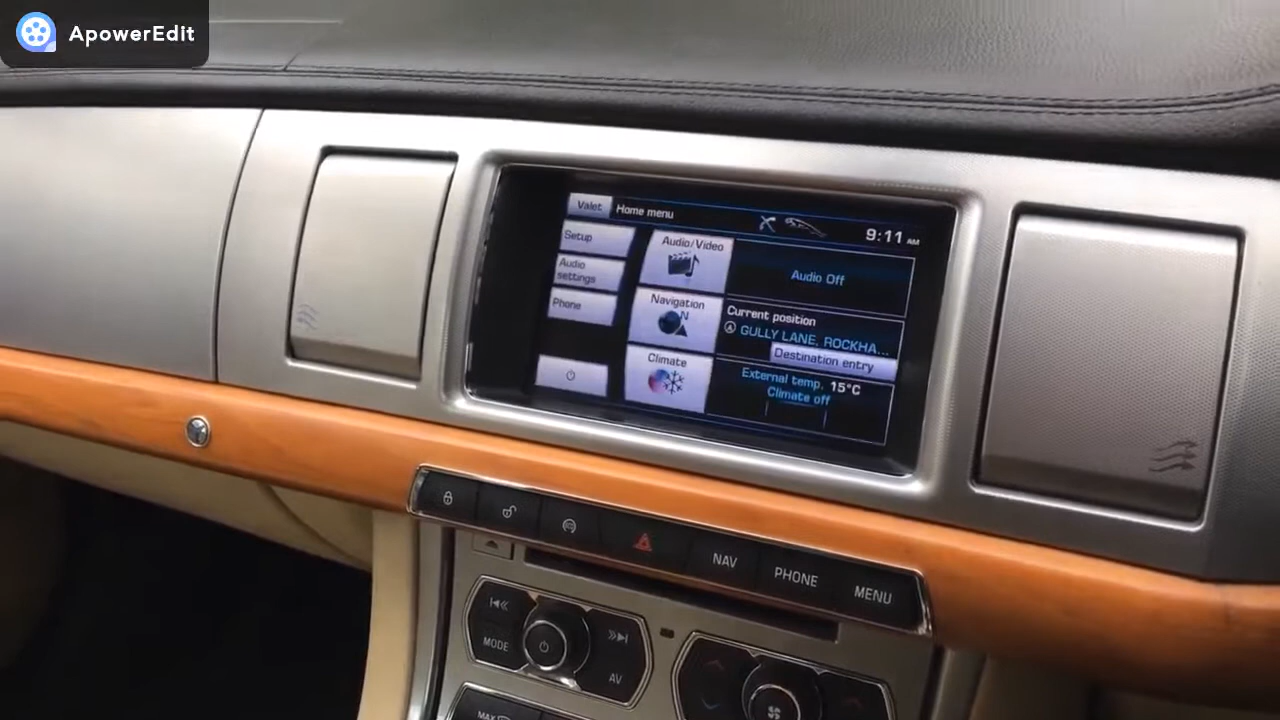 ApowerEdit
Valet
Home menu
9:11 AM
Setup
Audio
settings
Phone
Audio/Video
Audio Off
Navigation
N
Current position
GULLY LANE, ROCKHA...
Destination entry
Climate
External temp. 15°C
Climate off
NAV
PHONE
MENU
MODE
AV
MAX